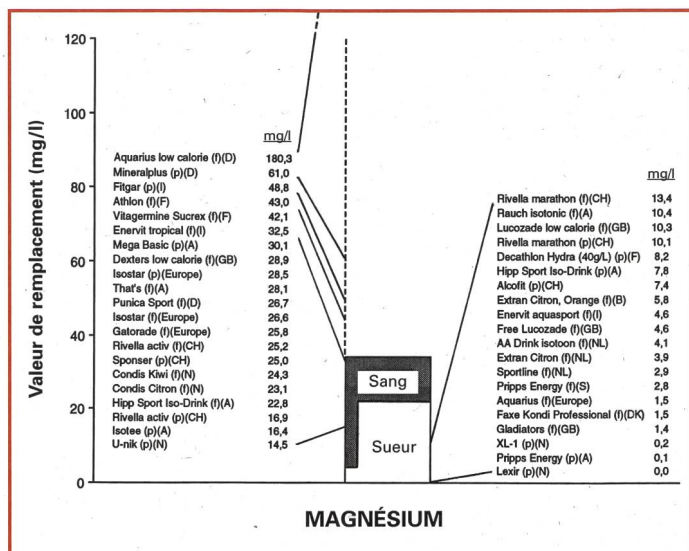 Valeur de remplacement (mg/l)
120
100
80
60
40
20
0
mg/l
Aquarius low calorie (f)(D) 180,3
Mineralplus (p)(D) 61,0
Fitgar (p)(I) 48,8
Athlon (f)(F) 43,0
Vitagermine Sucrex (f)(F) 42,1
Enervit tropical (f)(I) 32,5
Mega Basic (p)(A) 30,1
Dexters low calorie (f)(GB) 28,9
Isostar (p)(Europe) 28,5
That's (f)(A) 28,1
Punica Sport (f)(D) 26,7
Isostar (f)(Europe) 26,6
Gatorade (f)(Europe) 25,8
Rivella activ (f)(CH) 25,2
Sponser (p)(CH) 25,0
Condis Kiwi (f)(N) 24,3
Condis Citron (f)(N) 23,1
Hipp Sport Iso-Drink (f)(A) 22,8
Rivella activ (p)(CH) 16,9
Isotee (p)(A) 16,4
U-nik (p)(N) 14,5
Sang
Sueur
mg/l
Rivella marathon (f)(CH) 13,4
Rauch isotonic (f)(A) 10,4
Lucozade low calorie (f)(GB) 10,3
Rivella marathon (p)(CH) 10,1
Decathlon Hydra (40g/L) (p)(F) 8,2
Hipp Sport Iso-Drink (p)(A) 7,8
Alcofit (p)(CH) 7,4
Extran Citron, Orange (f)(B) 5,8
Enervit aquasport (f)(I) 4,6
Free Lucozade (f)(GB) 4,6
AA Drink isotoon (f)(NL) 4,1
Extran Citron (f)(NL) 3,9
Sportline (f)(NL) 2,9
Pripps Energy (f)(S) 2,8
Aquarius (f)(Europe) 1,5
Faxe Kondi Professional (f)(DK) 1,5
Gladiators (f)(GB) 1,4
XL-1 (p)(N) 0,2
Pripps Energy (p)(A) 0,1
Lexir (p)(N) 0,0
MAGNÉSIUM